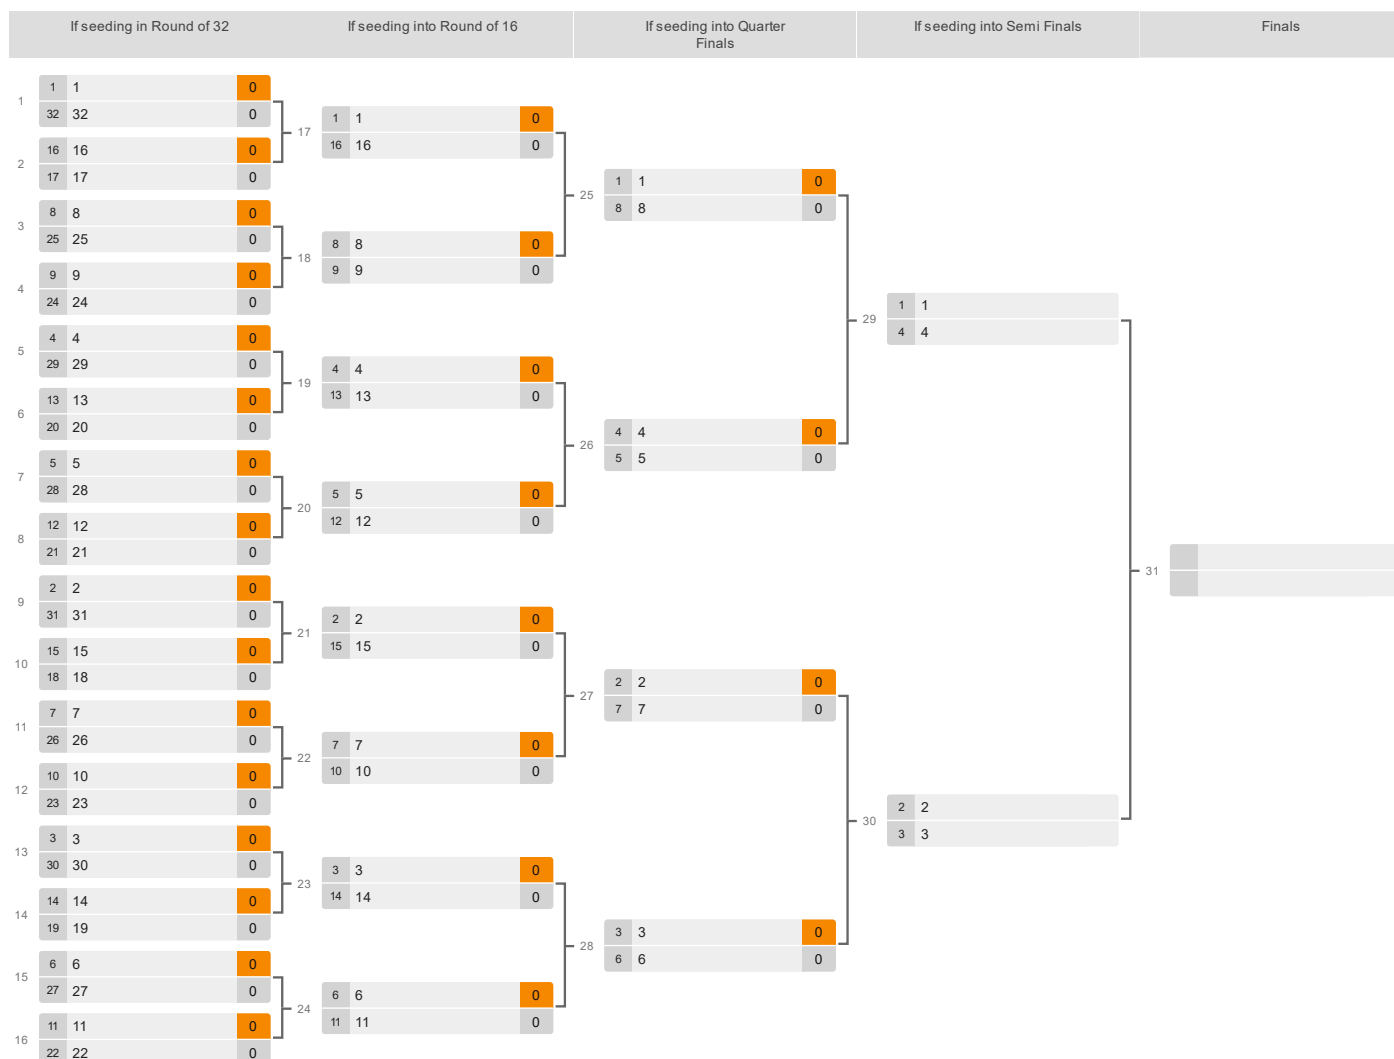 If seeding in Round of 32
If seeding into Round of 16
If seeding into Quarter
Finals
If seeding into Semi Finals
Finals
1
1 1 0
32 32 0
2
16 16 0
17 17 0
3
8 8 0
25 25 0
4
9 9 0
24 24 0
5
4 4 0
29 29 0
6
13 13 0
20 20 0
7
5 5 0
28 28 0
8
12 12 0
21 21 0
9
2 2 0
31 31 0
10
15 15 0
18 18 0
11
7 7 0
26 26 0
12
10 10 0
23 23 0
13
3 3 0
30 30 0
14
14 14 0
19 19 0
15
6 6 0
27 27 0
16
11 11 0
22 22 0
17
1 1 0
16 16 0
18
8 8 0
9 9 0
19
4 4 0
13 13 0
20
5 5 0
12 12 0
21
2 2 0
15 15 0
22
7 7 0
10 10 0
23
3 3 0
14 14 0
24
6 6 0
11 11 0
25
1 1 0
8 8 0
26
4 4 0
5 5 0
27
2 2 0
7 7 0
28
3 3 0
6 6 0
29
1 1
4 4
30
2 2
3 3
31